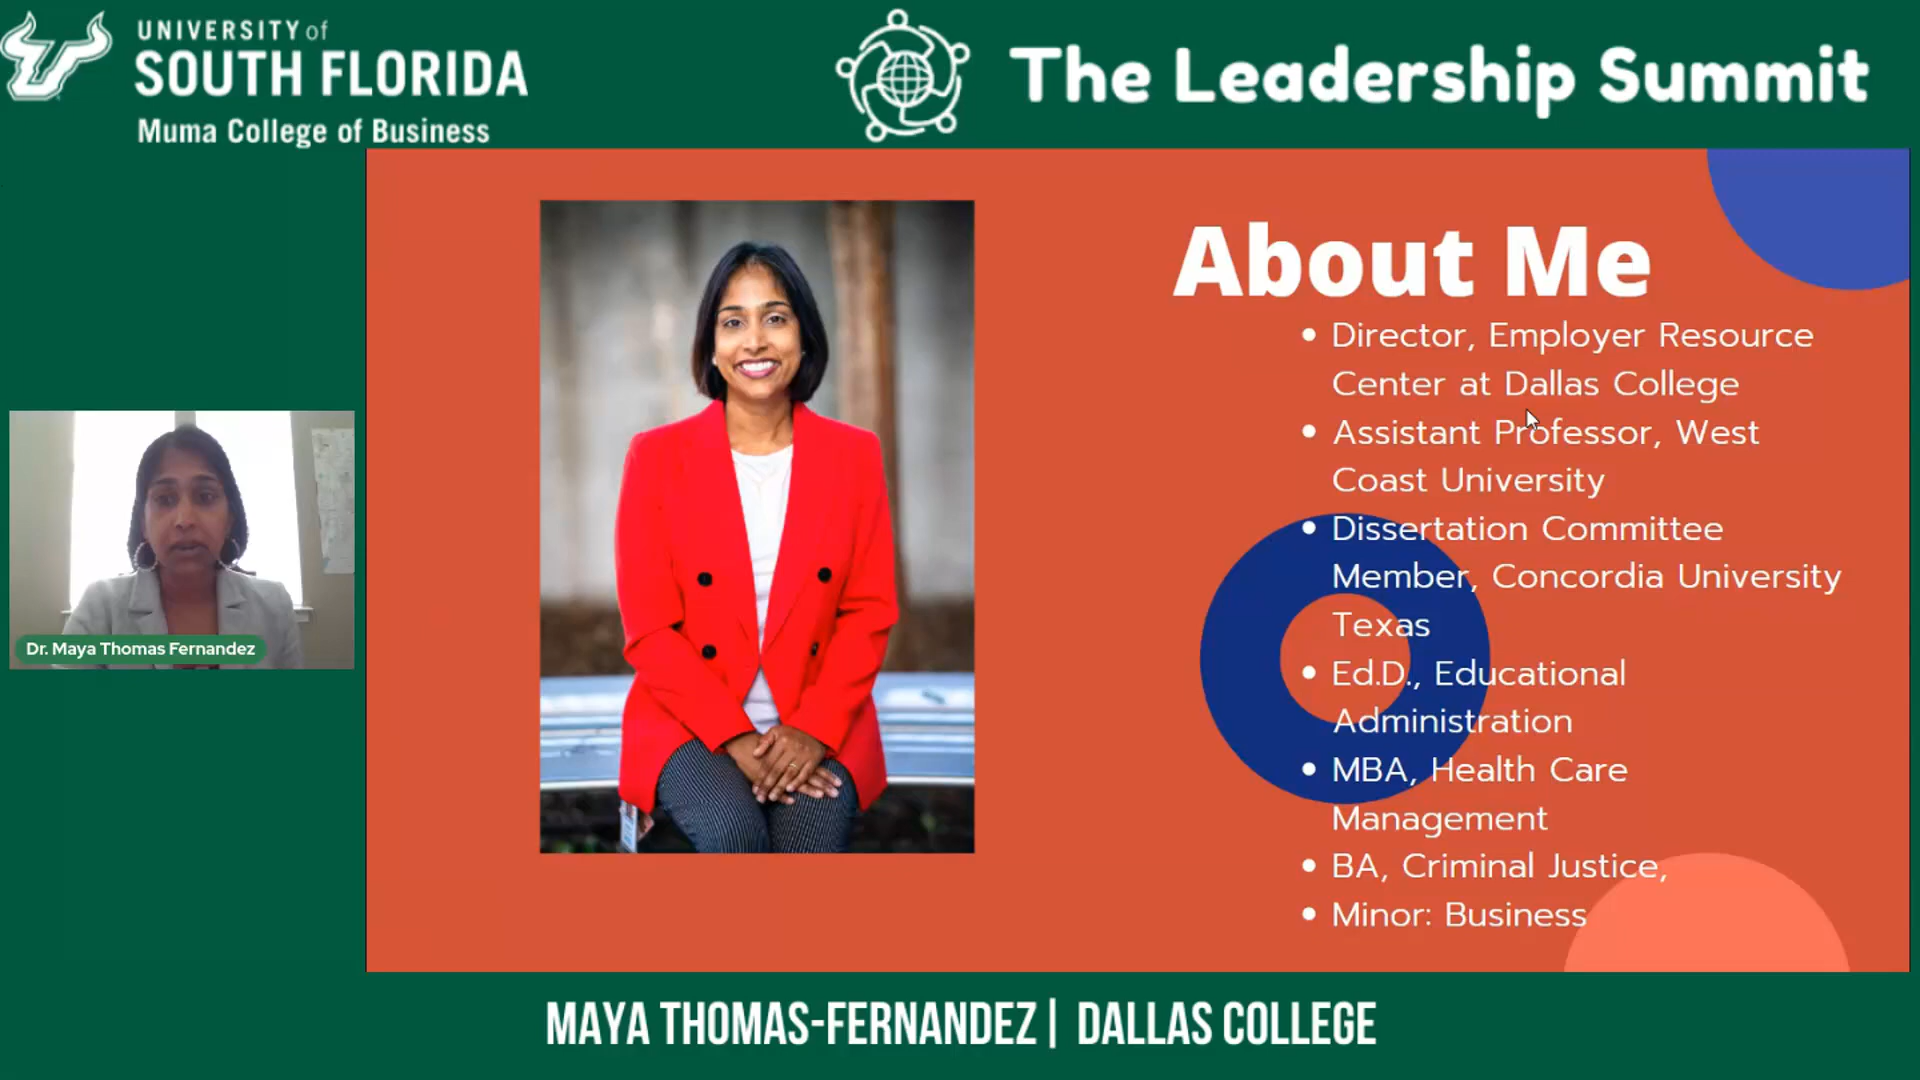 UNIVERSITY of
SOUTH FLORIDA
Muma College of Business
The Leadership Summit
About Me
• Director, Employer Resource
Center at Dallas College
• Assistant Professor, West
Coast University
• Dissertation Committee
Member, Concordia University
Texas
• Ed.D., Educational
Administration
• MBA, Health Care
Management
• BA, Criminal Justice,
• Minor: Business
Dr. Maya Thomas Fernandez
MAYA THOMAS-FERNANDEZ | DALLAS COLLEGE